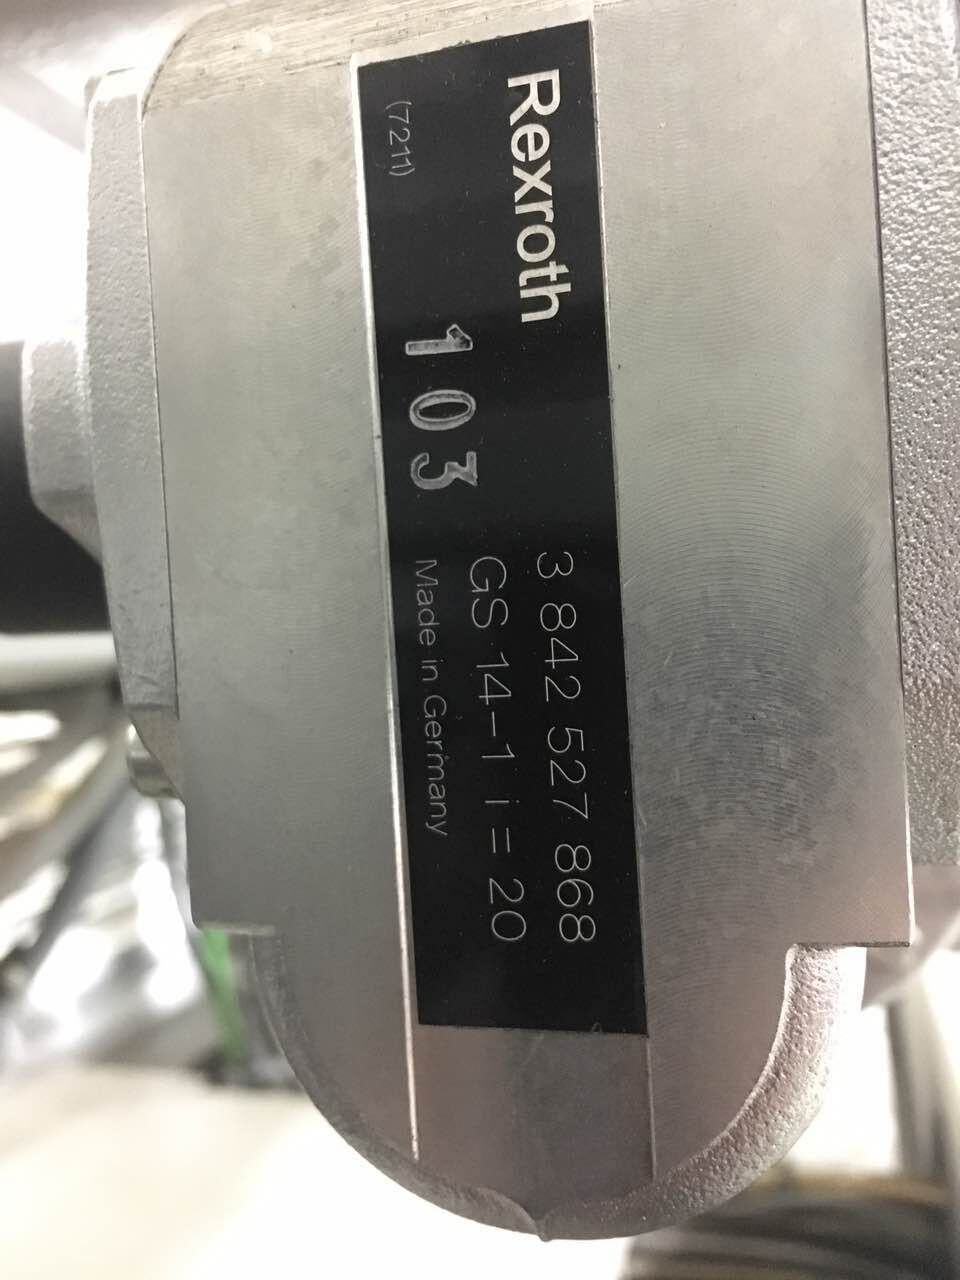 Rexroth
(7211)
103
3 842 527 868
GS 14-1 i = 20
Made in Germany